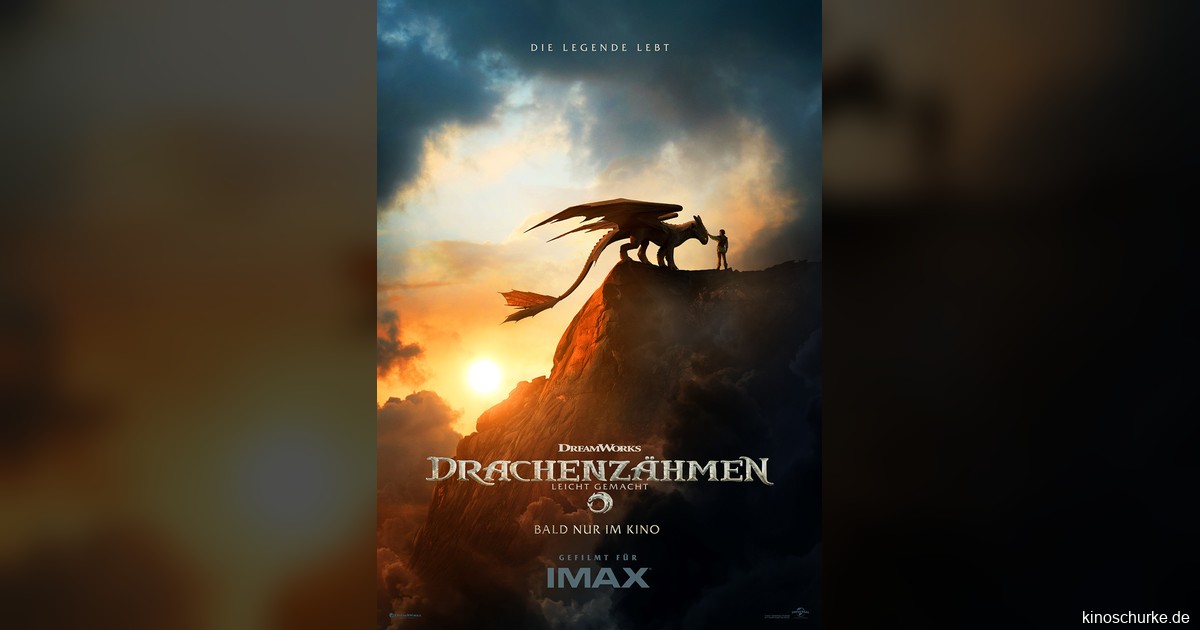 DIE LEGENDE LEBT
DREAMWORKS
DRACHENZÄHMEN
LEICHT GEMACHT
BALD NUR IM KINO
GEFILMT FÜR
IMAX
kinoschurke.de